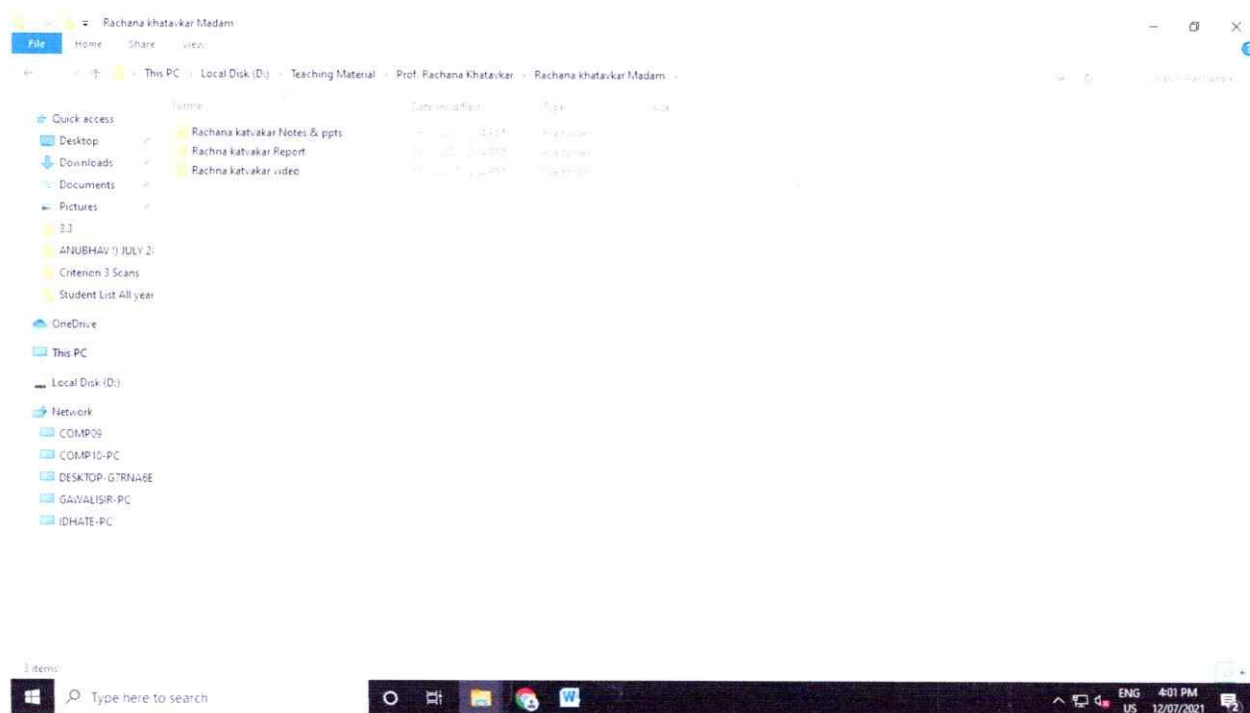 Rachana khatavkar Madam
File Home Share View
This PC Local Disk (D:) Teaching Material Prof. Rachana Khatavkar Rachana khatavkar Madam
Name Date modified Type Size
Quick access
Desktop
Downloads
Documents
Pictures
3.3
ANUBHAV !) JULY 2
Criterion 3 Scans
Student List All year
OneDrive
This PC
Local Disk (D:)
Network
COMP09
COMP10-PC
DESKTOP-G7RNA6E
GAWALISIR-PC
IDHATE-PC
Rachana katvakar Notes & ppts
Rachna katvakar Report
Rachna katvakar video
3 items
Type here to search
W
ENG 4:01 PM
US 12/07/2021
2